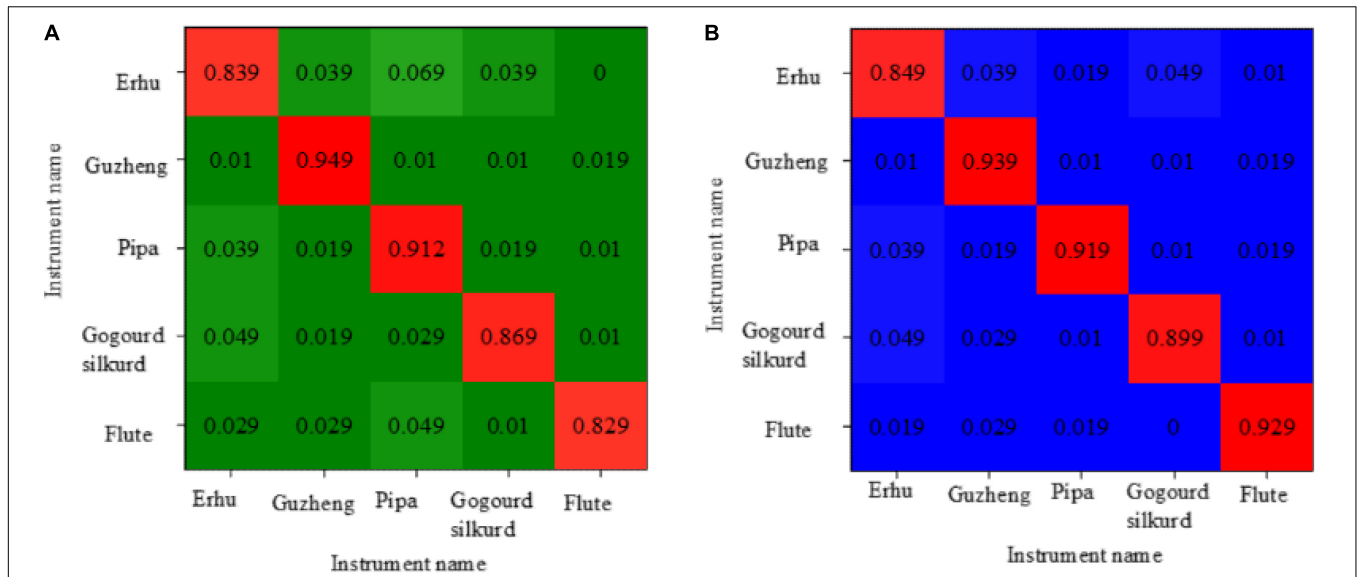 A
Instrument name
Erhu 0.839 0.039 0.069 0.039 0
Guzheng 0.01 0.949 0.01 0.01 0.019
Pipa 0.039 0.019 0.912 0.019 0.01
Gogourd
silkurd 0.049 0.019 0.029 0.869 0.01
Flute 0.029 0.029 0.049 0.01 0.829
Erhu Guzheng Pipa Gogourd Flute
silkurd
Instrument name
B
Instrument name
Erhu 0.849 0.039 0.019 0.049 0.01
Guzheng 0.01 0.939 0.01 0.01 0.019
Pipa 0.039 0.019 0.919 0.01 0.019
Gogourd
silkurd 0.049 0.029 0.01 0.899 0.01
Flute 0.019 0.029 0.019 0 0.929
Erhu Guzheng Pipa Gogourd Flute
silkurd
Instrument name